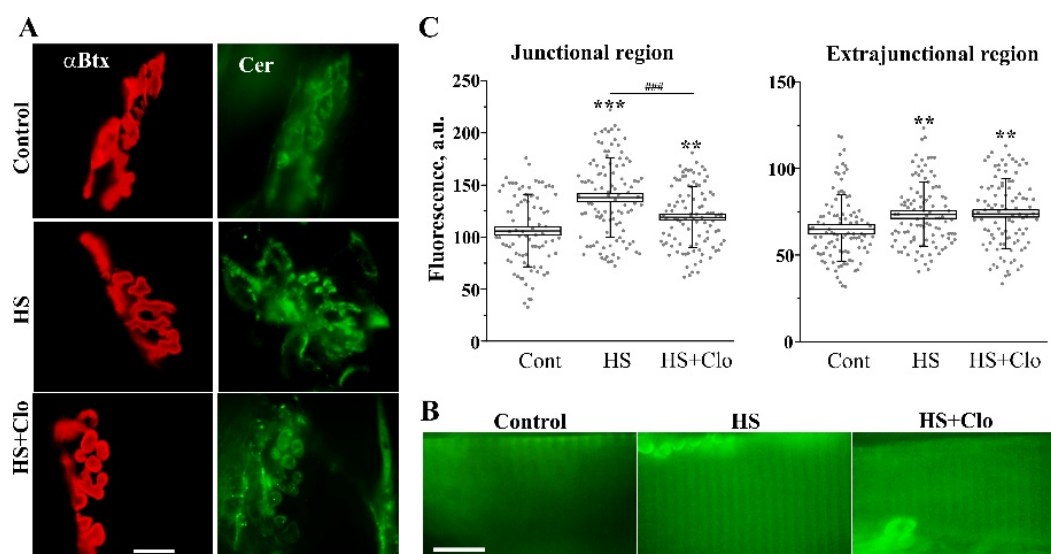 A
αBtx
Cer
Control
HS
HS+Clo
C
Junctional region
Extrajunctional region
Fluorescence, a.u.
250
200
150
100
50
0
***
###
**
Cont
HS
HS+Clo
150
100
50
0
**
**
Cont
HS
HS+Clo
B
Control
HS
HS+Clo